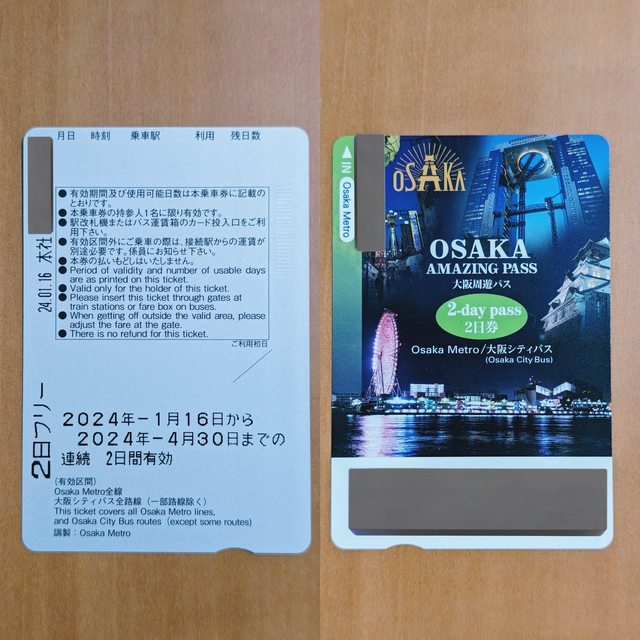 月日 時刻 乗車駅 利用 残日数
● 有効期間及び使用可能日数は本乗車券に記載の
とおりです。
● 本乗車券の持参人1名に限り有効です。
● 駅改札機またはバス運賃箱のカード投入口をご利
用下さい。
● 有効区間外にご乗車の際は、接続駅からの運賃が
別途必要です。係員にお知らせ下さい。
● 本券の払いもどしはいたしません。
● Period of validity and number of usable days
are as printed on this ticket.
● Valid only for the holder of this ticket.
● Please insert this ticket through gates at
train stations or fare box on buses.
● When getting off outside the valid area, please
adjust the fare at the gate.
● There is no refund for this ticket.
ご利用初日
24.01.16 本社
2日フリー
2024年-1月16日から
2024年-4月30日までの
連続 2日間有効
(有効区間)
Osaka Metro全線
大阪シティバス全路線(一部路線除く)
This ticket covers all Osaka Metro lines,
and Osaka City Bus routes (except some routes)
調製:Osaka Metro
◀ IN
Osaka Metro
OSAKA
OSAKA
AMAZING PASS
大阪周遊パス
2-day pass
2日券
Osaka Metro/大阪シティバス
(Osaka City Bus)